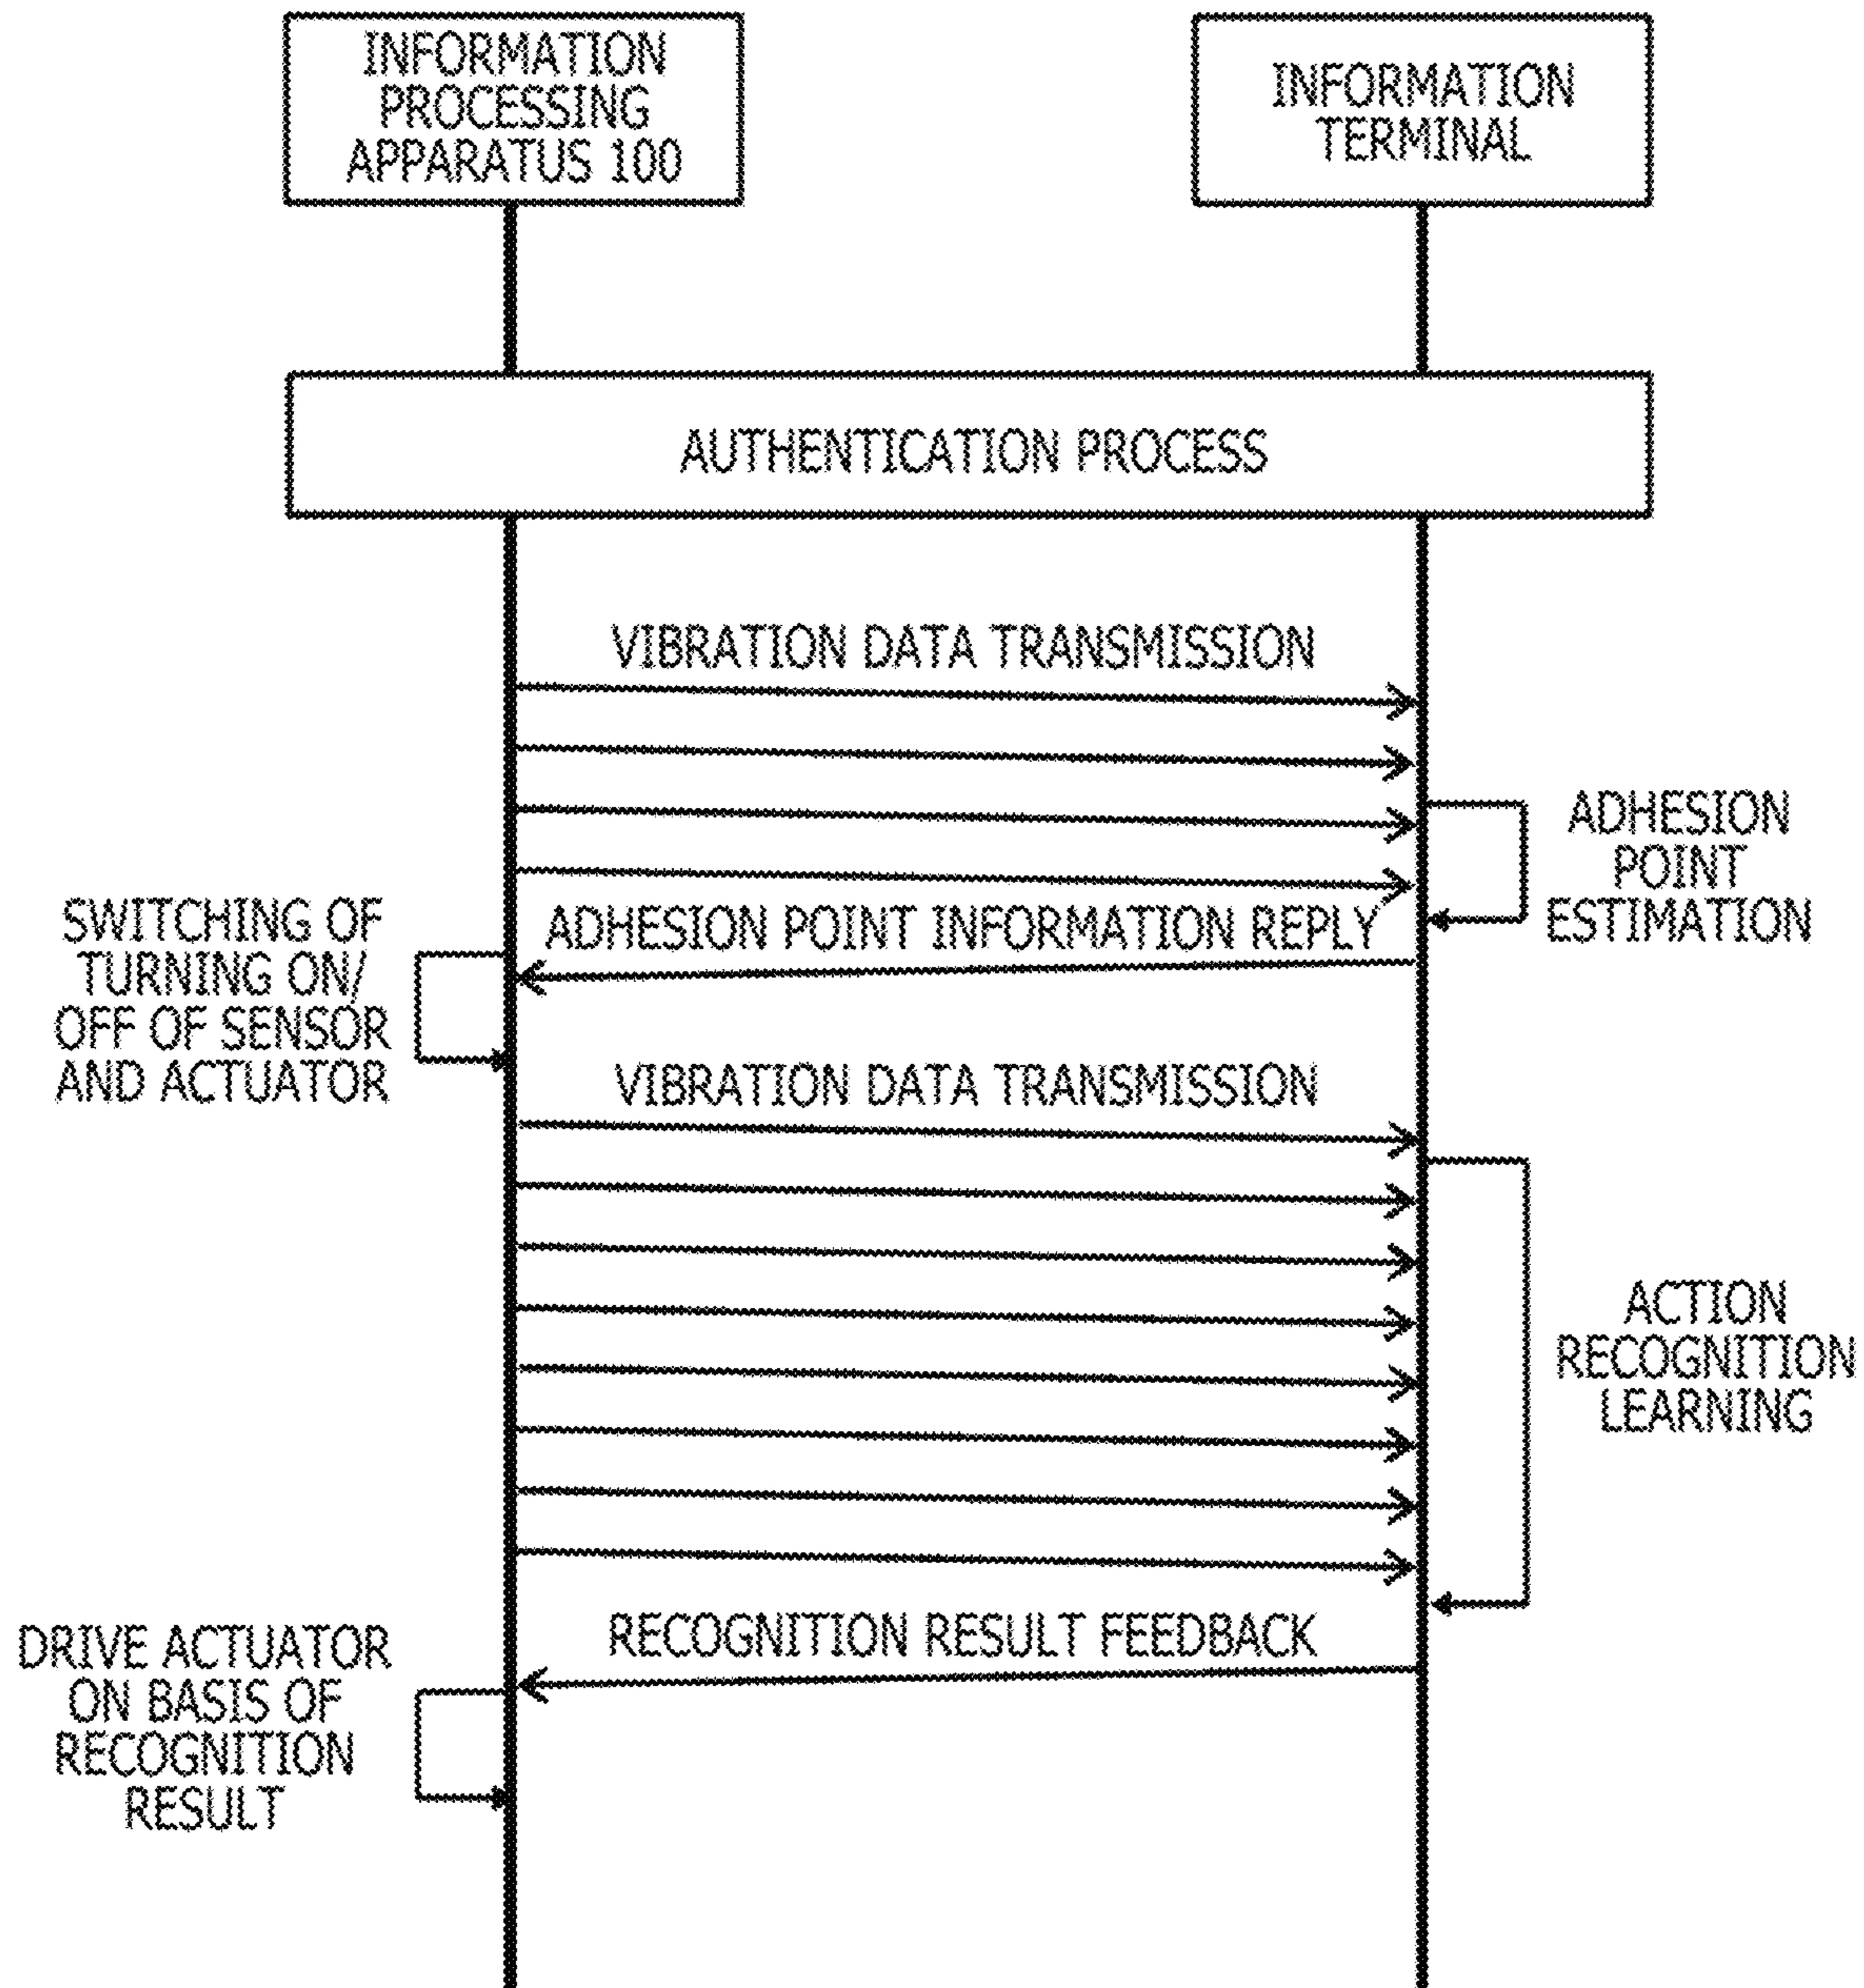 INFORMATION
PROCESSING
APPARATUS 100
INFORMATION
TERMINAL
AUTHENTICATION PROCESS
VIBRATION DATA TRANSMISSION
ADHESION
POINT
ESTIMATION
ADHESION POINT INFORMATION REPLY
SWITCHING OF
TURNING ON/
OFF OF SENSOR
AND ACTUATOR
VIBRATION DATA TRANSMISSION
ACTION
RECOGNITION
LEARNING
RECOGNITION RESULT FEEDBACK
DRIVE ACTUATOR
ON BASIS OF
RECOGNITION
RESULT